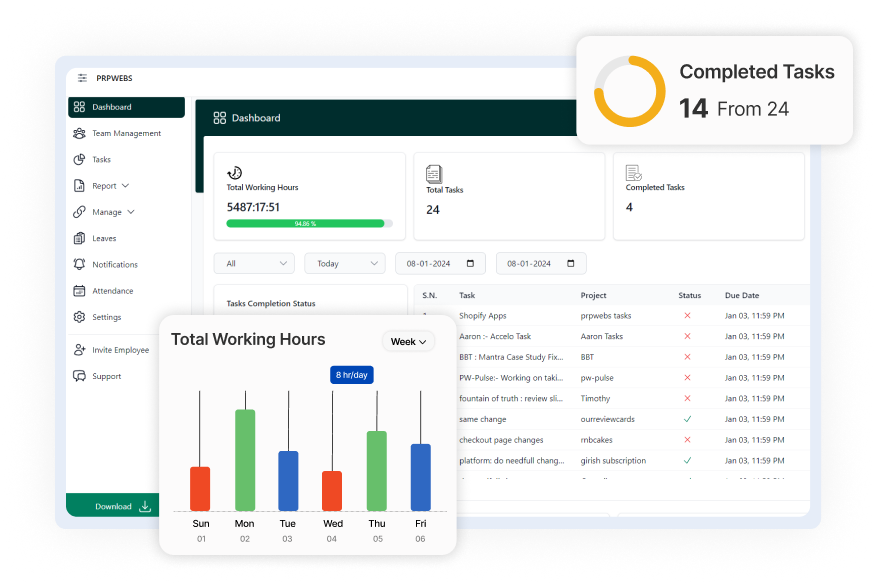 PRPWEBS
Completed Tasks
14 From 24
Dashboard
Team Management
Tasks
Report
Manage
Leaves
Notifications
Attendance
Settings
Invite Employee
Support
Download
Dashboard
Total Working Hours
5487:17:51
94.86 %
Total Tasks
24
Completed Tasks
4
All
Today
08-01-2024
08-01-2024
Tasks Completion Status
S.N. Task Project Status Due Date
Shopify Apps prpwebs tasks Jan 03, 11:59 PM
Aaron :- Accelo Task Aaron Tasks Jan 03, 11:59 PM
BBT : Mantra Case Study Fix... BBT Jan 03, 11:59 PM
PW-Pulse:- Working on taki... pw-pulse Jan 03, 11:59 PM
fountain of truth : review sli... Timothy Jan 03, 11:59 PM
same change ourreviewcards Jan 03, 11:59 PM
checkout page changes rnbcakes Jan 03, 11:59 PM
platform: do needfull chang... girish subscription Jan 03, 11:59 PM
Total Working Hours
Week
8 hr/day
Sun Mon Tue Wed Thu Fri
01 02 03 04 05 06